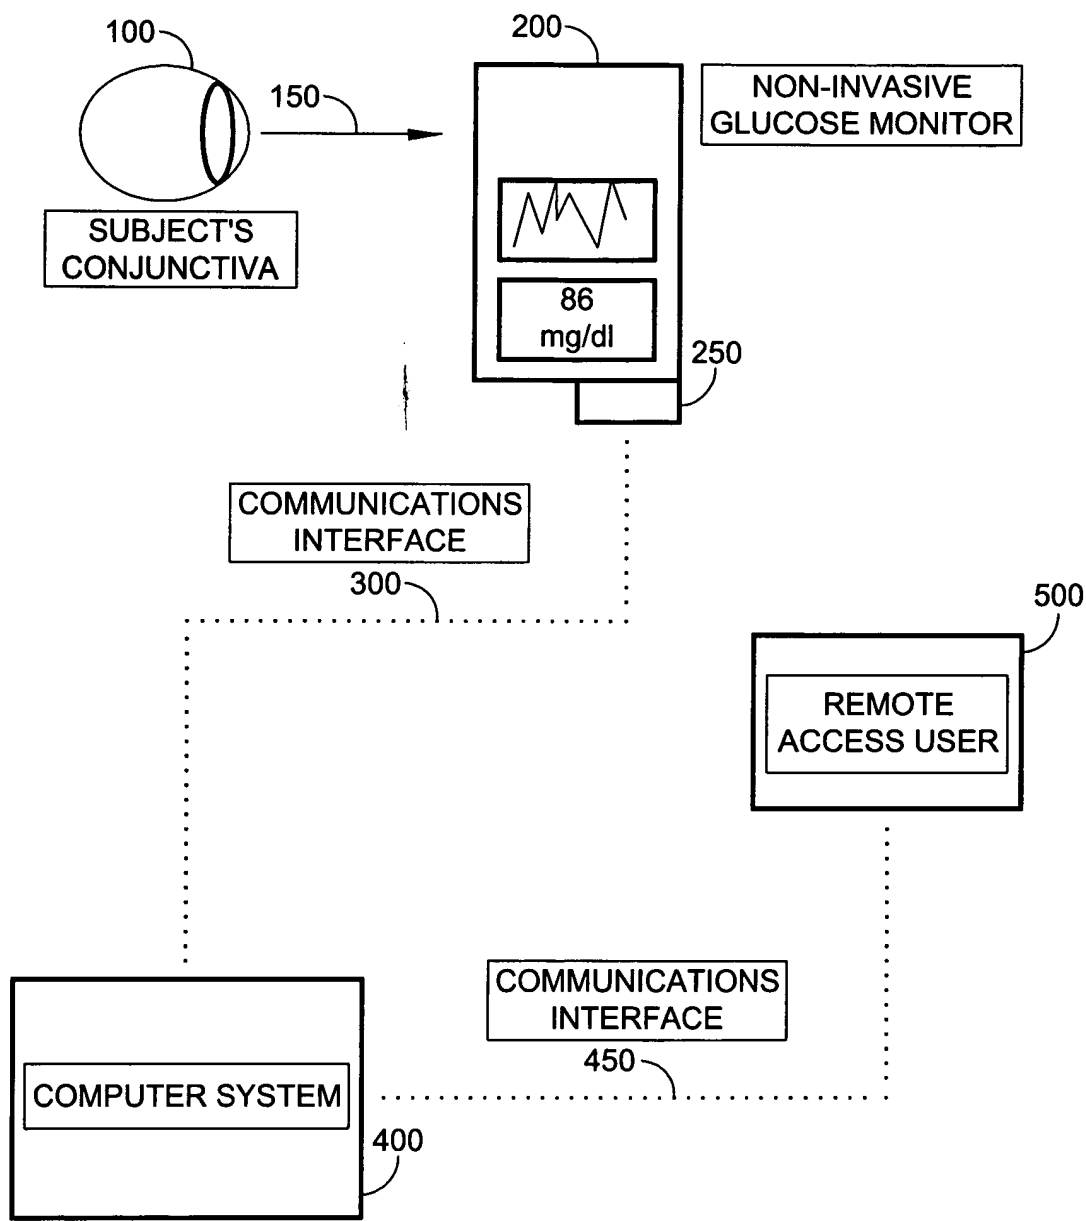 100
200
150
NON-INVASIVE
GLUCOSE MONITOR
SUBJECT'S
CONJUNCTIVA
86
mg/dl
250
COMMUNICATIONS
INTERFACE
300
500
REMOTE
ACCESS USER
COMMUNICATIONS
INTERFACE
450
COMPUTER SYSTEM
400